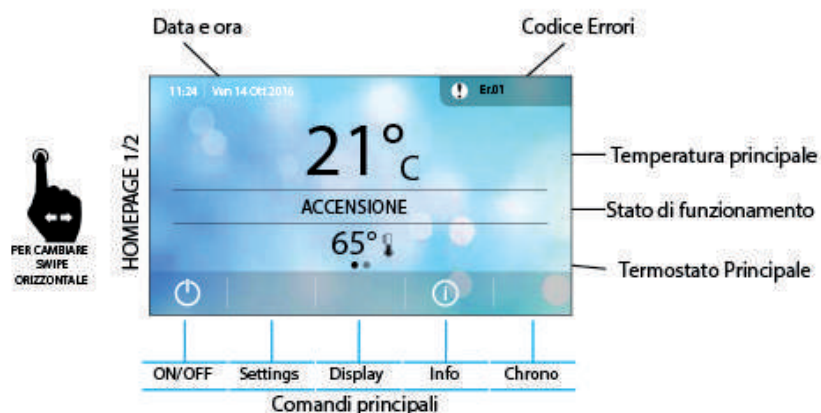 Data e ora
Codice Errori
11:24 Ven 14 Ott 2016
Er.01
HOMEPAGE 1/2
21°C
Temperatura principale
ACCENSIONE
Stato di funzionamento
65°
Termostato Principale
PER CAMBIARE
SWIPE
ORIZZONTALE
ON/OFF Settings Display Info Chrono
Comandi principali